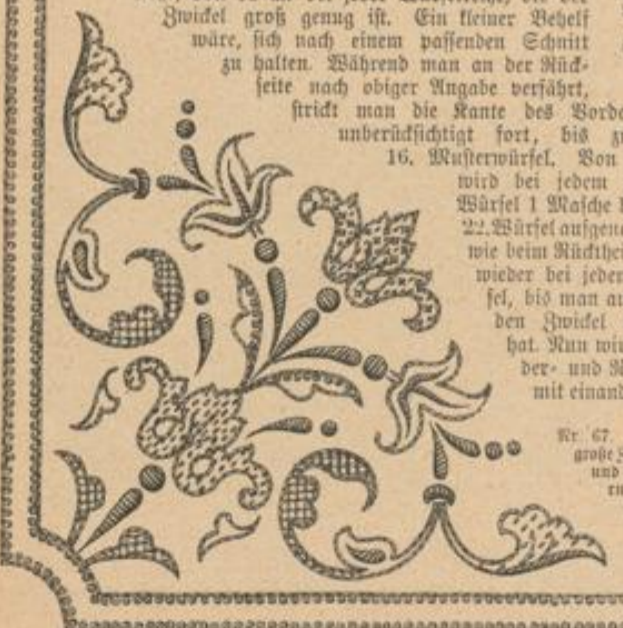 Zwickel groß genug ist. Ein kleiner Behelf
wäre, sich nach einem passenden Schnitt
zu halten. Während man an der Rück-
seite nach obiger Angabe verfährt,
strickt man die Kante des Vorde
unberücksichtigt fort, bis z
16. Musterwürfel. Von
wird bei jedem
Würfel 1 Masche
22. Würfel aufgen
wie beim Rückthei
wieder bei jeder
sel, bis man au
den Zwickel
hat. Nun wi
der- und R
mit einand
Nr. 67.
große
und